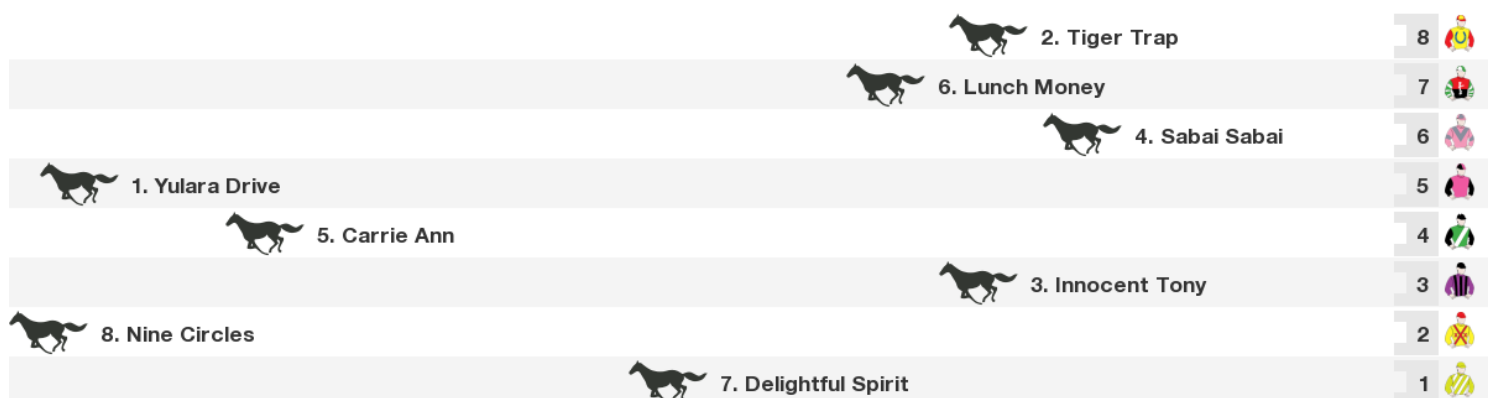 2. Tiger Trap 8
6. Lunch Money 7
4. Sabai Sabai 6
1. Yulara Drive 5
5. Carrie Ann 4
3. Innocent Tony 3
8. Nine Circles 2
7. Delightful Spirit 1